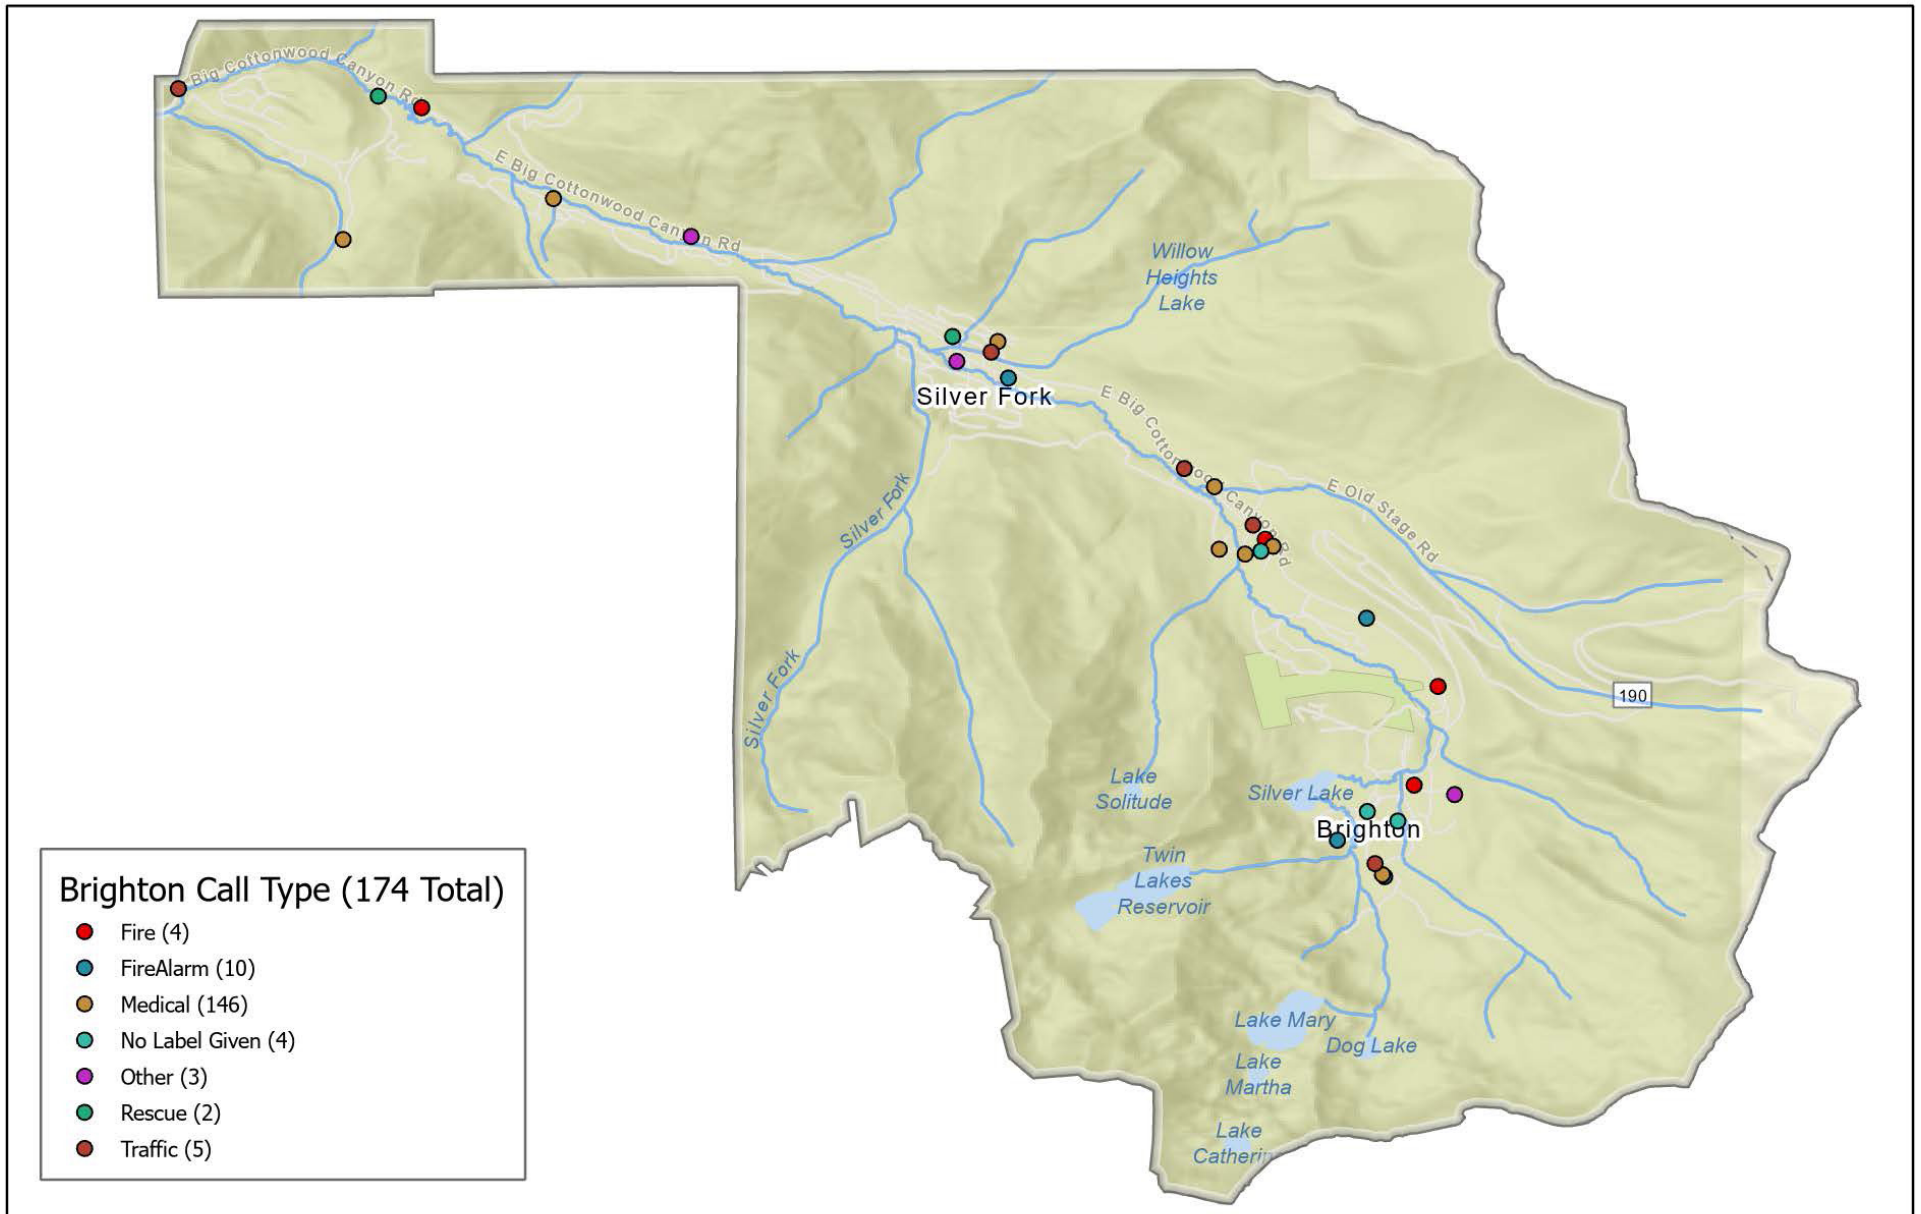 Big Cottonwood Canyon Rd
E Big Cottonwood Canyon Rd
Willow
Heights
Lake
Silver Fork
E Big Cottonwood Canyon Rd
E Old Stage Rd
Silver Fork
Silver Fork
190
Lake
Solitude
Silver Lake
Brighton
Twin
Lakes
Reservoir
Lake Mary
Dog Lake
Lake
Martha
Lake
Catherin
Brighton Call Type (174 Total)
Fire (4)
FireAlarm (10)
Medical (146)
No Label Given (4)
Other (3)
Rescue (2)
Traffic (5)